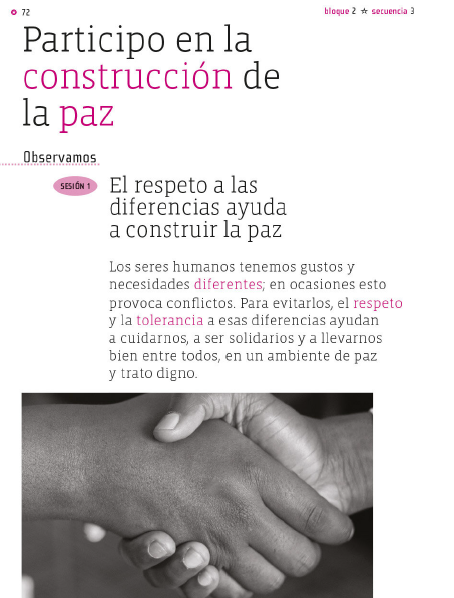 72
bloque 2 ☆ secuencia 3
Participo en la
construcción de
la paz
Observamos
SESIÓN 1
El respeto a las
diferencias ayuda
a construir la paz
Los seres humanos tenemos gustos y
necesidades diferentes; en ocasiones esto
provoca conflictos. Para evitarlos, el respeto
y la tolerancia a esas diferencias ayudan
a cuidarnos, a ser solidarios y a llevarnos
bien entre todos, en un ambiente de paz
y trato digno.